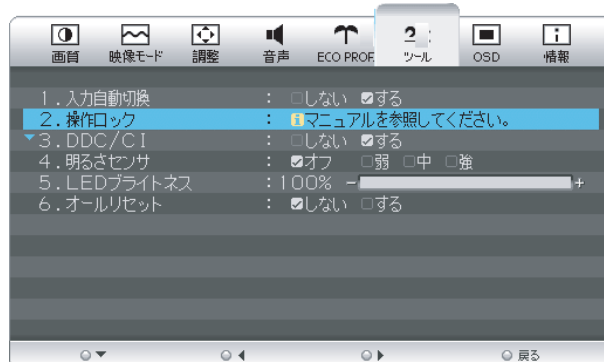 画質 映像モード 調整 音声 ECO PROF. ツール OSD 情報
1.入力自動切換 : □しない ☑する
2.操作ロック : iマニュアルを参照してください。
3.DDC/CI : □しない ☑する
4.明るさセンサ : ☑オフ □弱 □中 □強
5.LEDブライトネス :100% - +
6.オールリセット : ☑しない □する
戻る